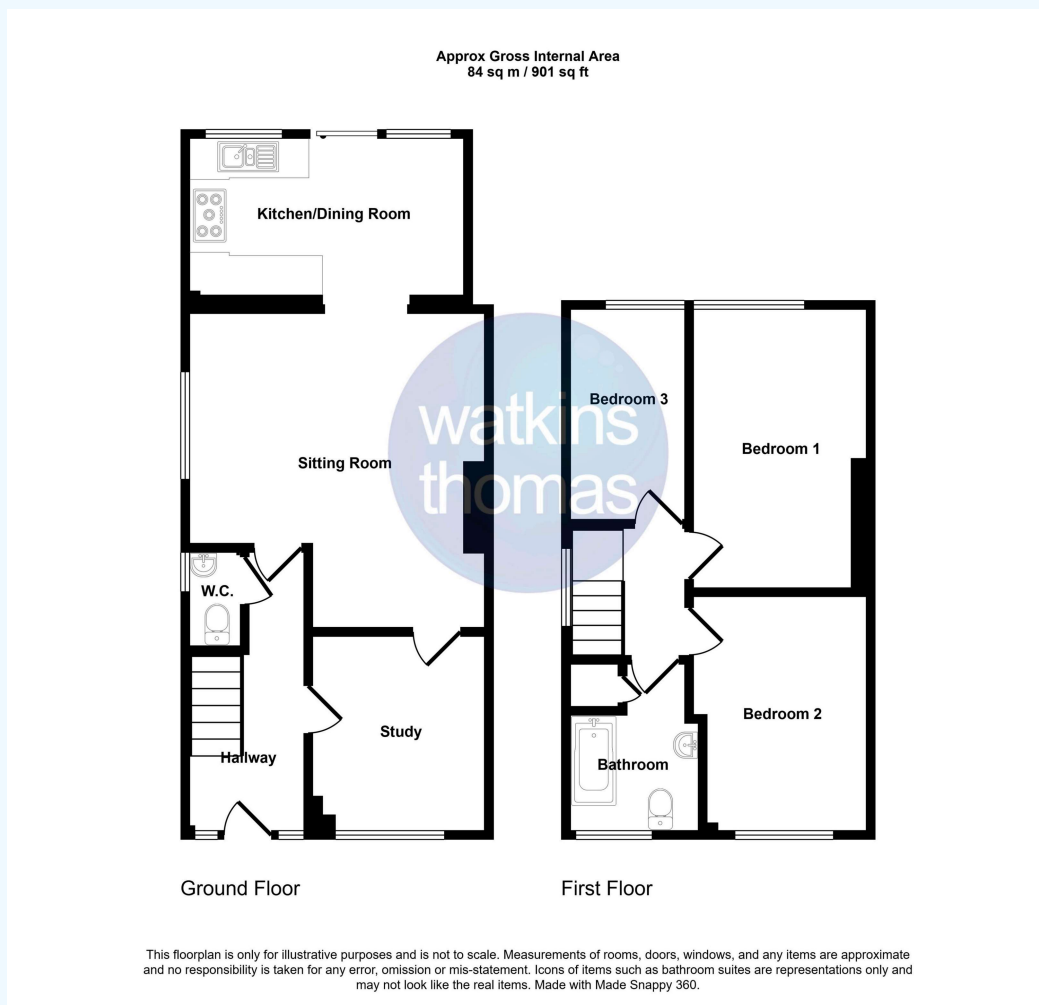 Approx Gross Internal Area
84 sq m / 901 sq ft
Kitchen/Dining Room
Bedroom 3
watkins
thomas
Bedroom 1
Sitting Room
W.C.
Bedroom 2
Study
Hallway
Bathroom
Ground Floor
First Floor
This floorplan is only for illustrative purposes and is not to scale. Measurements of rooms, doors, windows, and any items are approximate
and no responsibility is taken for any error, omission or mis-statement. Icons of items such as bathroom suites are representations only and
may not look like the real items. Made with Made Snappy 360.